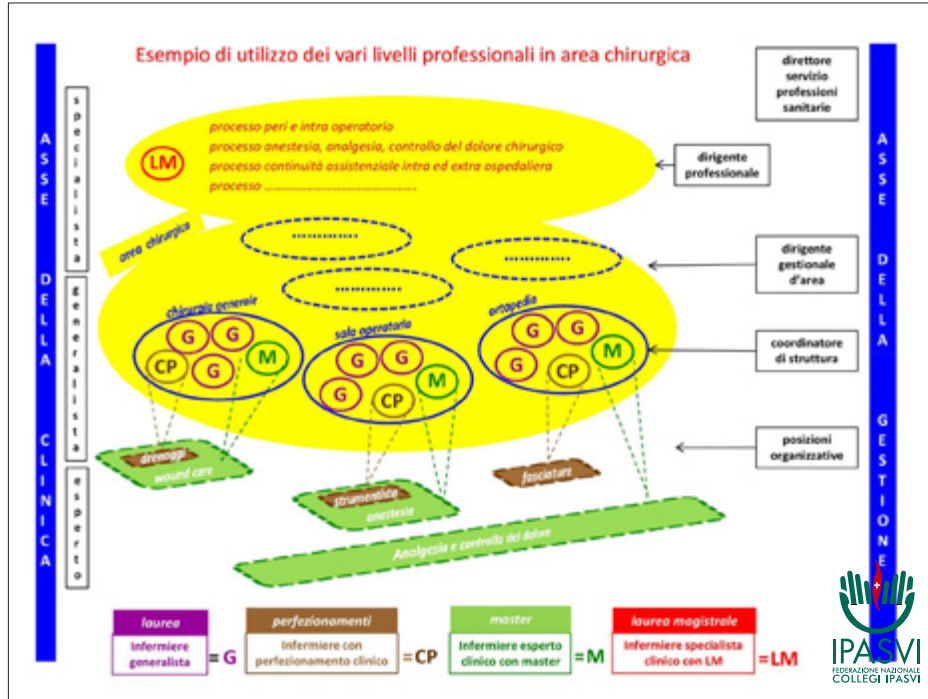 Esempio di utilizzo dei vari livelli professionali in area chirurgica
direttore
servizio
professioni
sanitarie
ASSE DELLA CLINICA
specialista
generalista
esperto
ASSE DELLA GESTIONE
processo peri e intra operatorio
processo anestesia, analgesia, controllo del dolore chirurgico
processo continuità assistenziale intra ed extra ospedaliera
processo ...........................................
LM
dirigente
professionale
area chirurgica
..............
..............
..............
dirigente
gestionale
d'area
chirurgia generale
G
G
CP
G
M
sala operatoria
G
G
G
CP
M
ortopedia
G
G
G
CP
M
coordinatore
di struttura
posizioni
organizzative
drenaggi
wound care
strumentista
anestesia
fasciature
Analgesia e controllo del dolore
laurea
Infermiere
generalista
= G
perfezionamenti
Infermiere con
perfezionamento clinico
= CP
master
Infermiere esperto
clinico con master
= M
laurea magistrale
Infermiere specialista
clinico con LM
= LM
IPASVI
FEDERAZIONE NAZIONALE
COLLEGI IPASVI